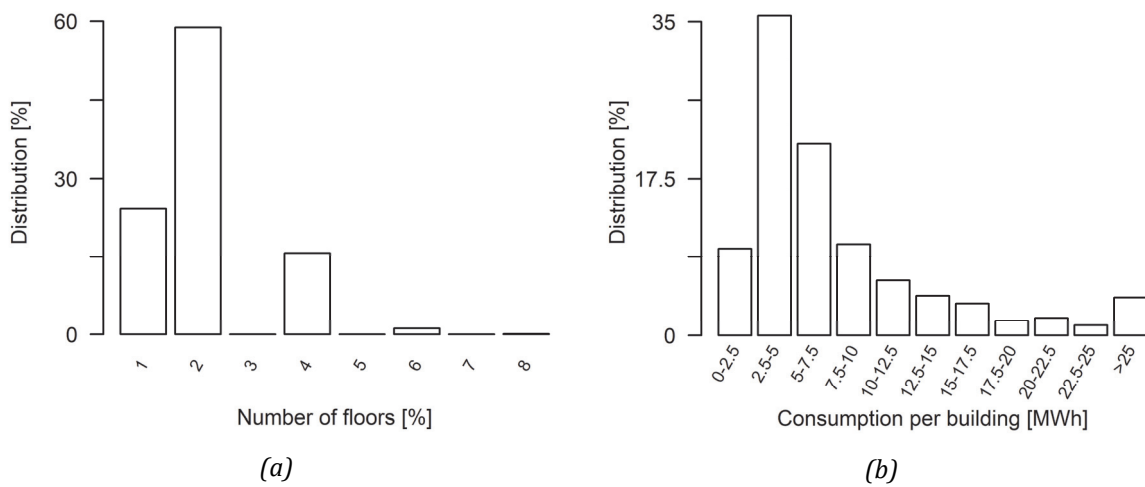 60
30
0
Distribution [%]
1 2 3 4 5 6 7 8
Number of floors [%]
(a)
35
17.5
0
Distribution [%]
0-2.5 2.5-5 5-7.5 7.5-10 10-12.5 12.5-15 15-17.5 17.5-20 20-22.5 22.5-25 >25
Consumption per building [MWh]
(b)